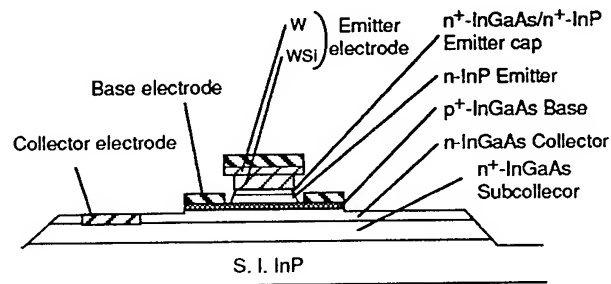 W
WSi
Emitter
electrode
Base electrode
Collector electrode
n+-InGaAs/n+-InP
Emitter cap
n-InP Emitter
p+-InGaAs Base
n-InGaAs Collector
n+-InGaAs
Subcollecor
S. I. InP